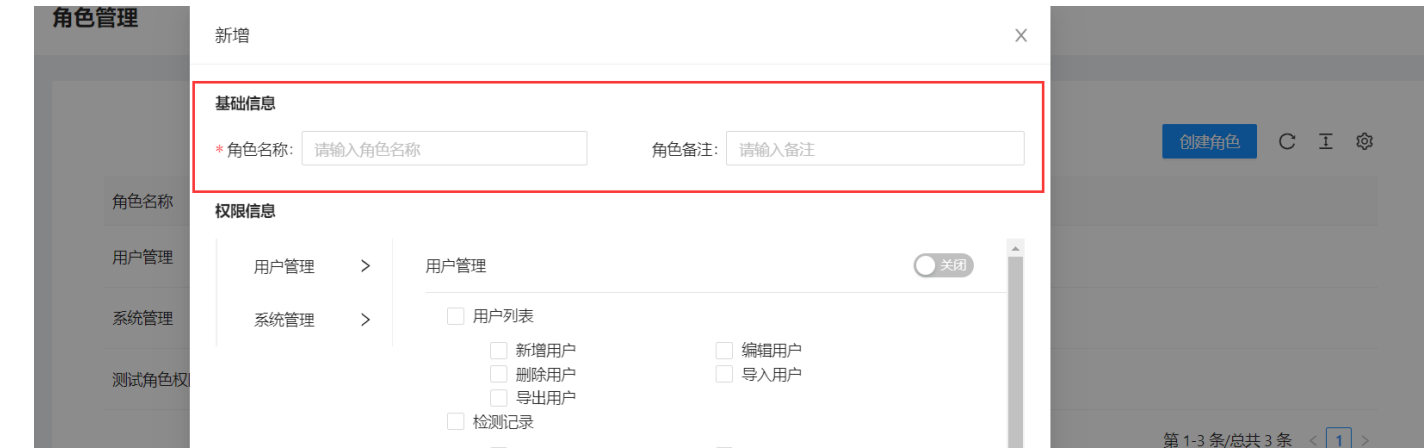 角色管理
新增
基础信息
* 角色名称: 请输入角色名称 角色备注: 请输入备注
创建角色
角色名称
权限信息
用户管理
用户管理 > 用户管理 关闭
系统管理
系统管理 > 用户列表
新增用户 编辑用户
测试角色权
删除用户 导入用户
导出用户
检测记录
第 1-3 条/总共 3 条 < 1 >